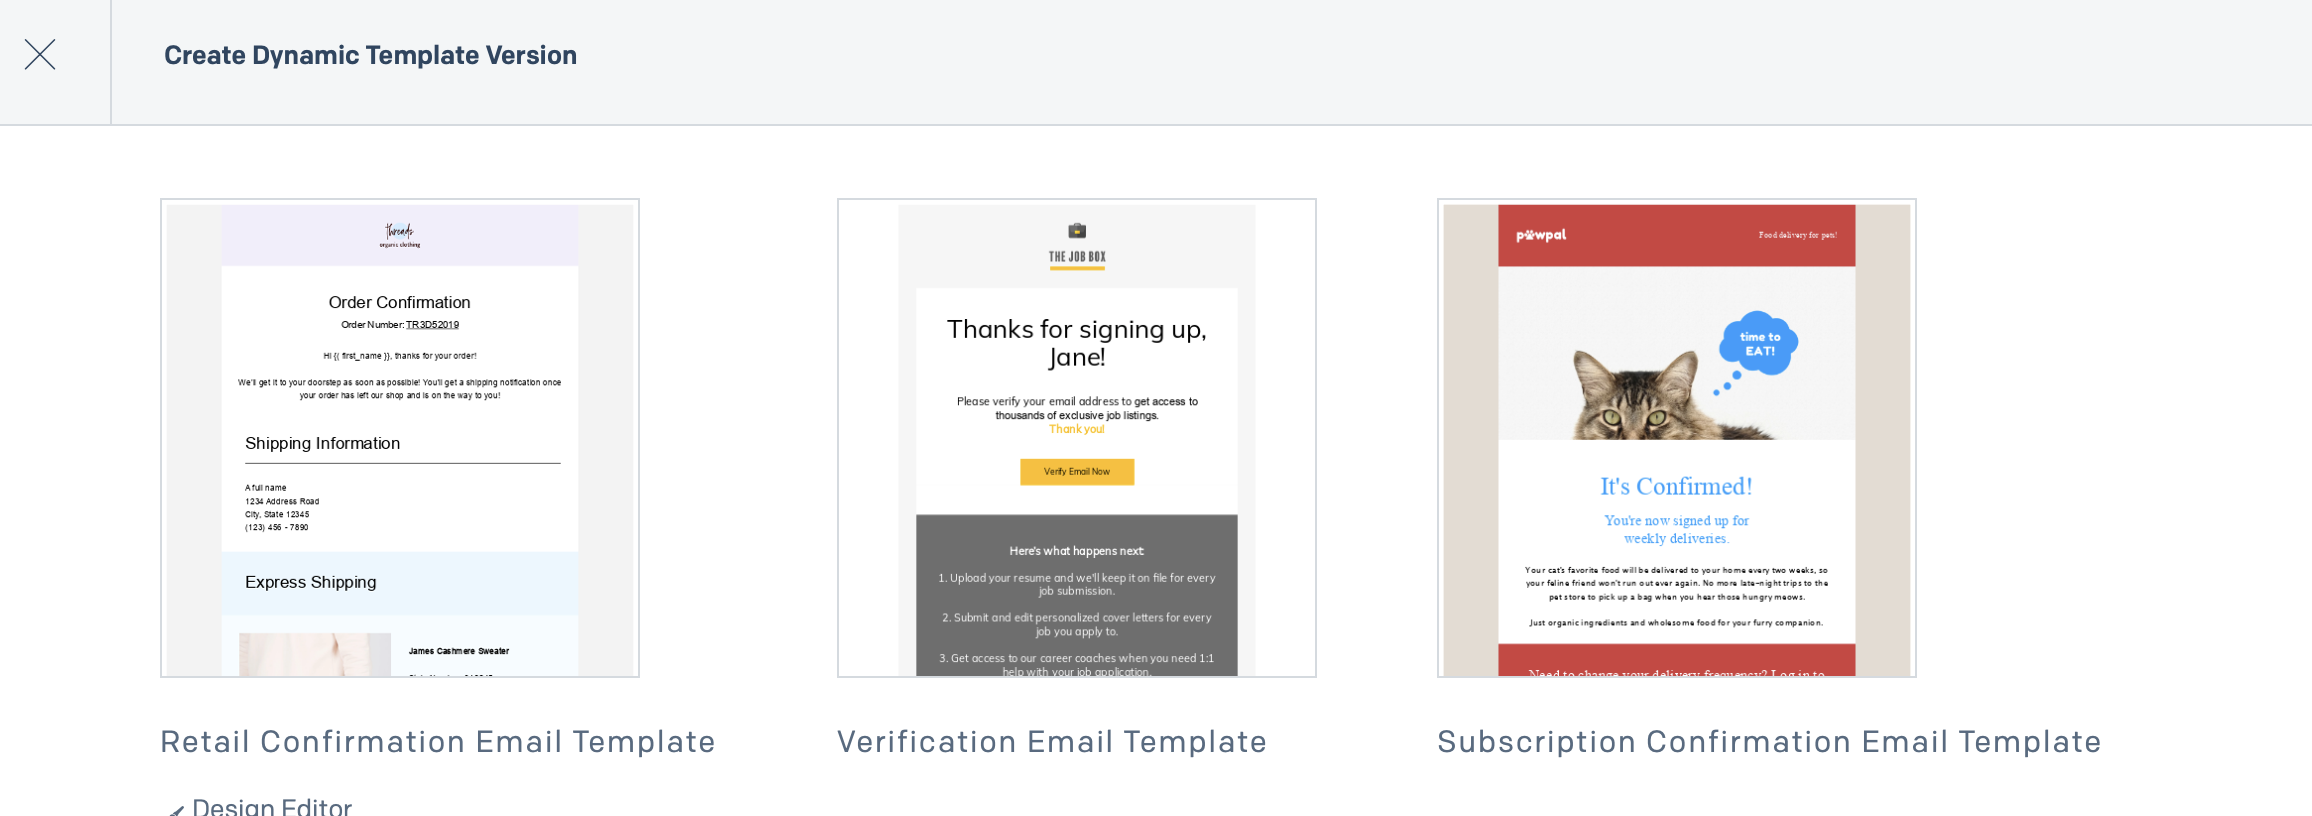 Create Dynamic Template Version
threads
organic clothing
Order Confirmation
Order Number: TR3D52019
Hi {{ first_name }}, thanks for your order!
We'll get it to your doorstep as soon as possible! You'll get a shipping notification once
your order has left our shop and is on the way to you!
Shipping Information
A full name
1234 Address Road
City, State 12345
(123) 456 - 7890
Express Shipping
James Cashmere Sweater
THE JOB BOX
Thanks for signing up,
Jane!
Please verify your email address to get access to
thousands of exclusive job listings.
Thank you!
Verify Email Now
Here's what happens next:
1. Upload your resume and we'll keep it on file for every
job submission.
2. Submit and edit personalized cover letters for every
job you apply to.
3. Get access to our career coaches when you need 1:1
help with your job application.
pawpal
Food delivery for pets!
time to
EAT!
It's Confirmed!
You're now signed up for
weekly deliveries.
Your cat's favorite food will be delivered to your home every two weeks, so
your feline friend won't run out ever again. No more late-night trips to the
pet store to pick up a bag when you hear those hungry meows.
Just organic ingredients and wholesome food for your furry companion.
Need to change your delivery frequency? Log in to
Retail Confirmation Email Template
Verification Email Template
Subscription Confirmation Email Template
Design Editor